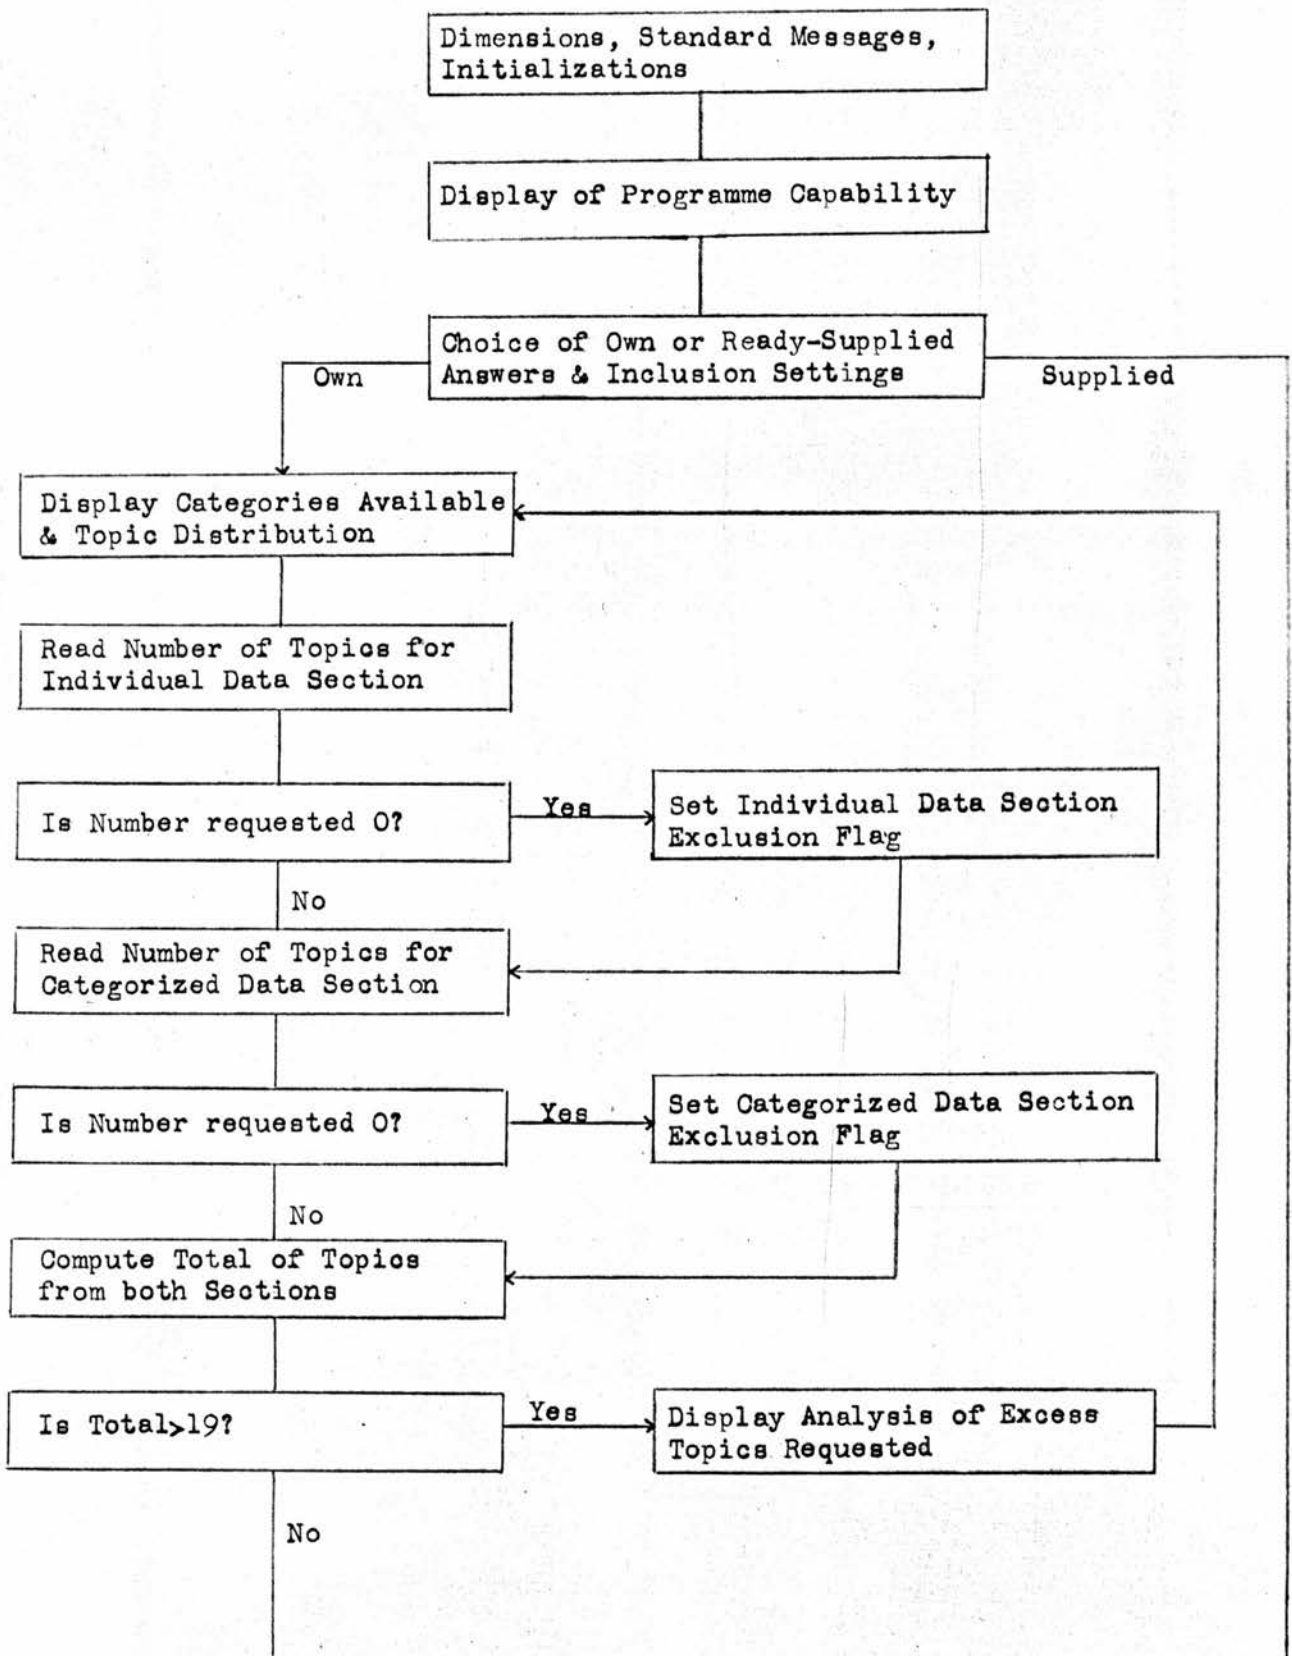 Dimensions, Standard Messages,
Initializations
Display of Programme Capability
Choice of Own or Ready-Supplied
Answers & Inclusion Settings
Own
Supplied
Display Categories Available
& Topic Distribution
Read Number of Topics for
Individual Data Section
Is Number requested 0?
Yes
Set Individual Data Section
Exclusion Flag
No
Read Number of Topics for
Categorized Data Section
Is Number requested 0?
Yes
Set Categorized Data Section
Exclusion Flag
No
Compute Total of Topics
from both Sections
Is Total>19?
Yes
Display Analysis of Excess
Topics Requested
No